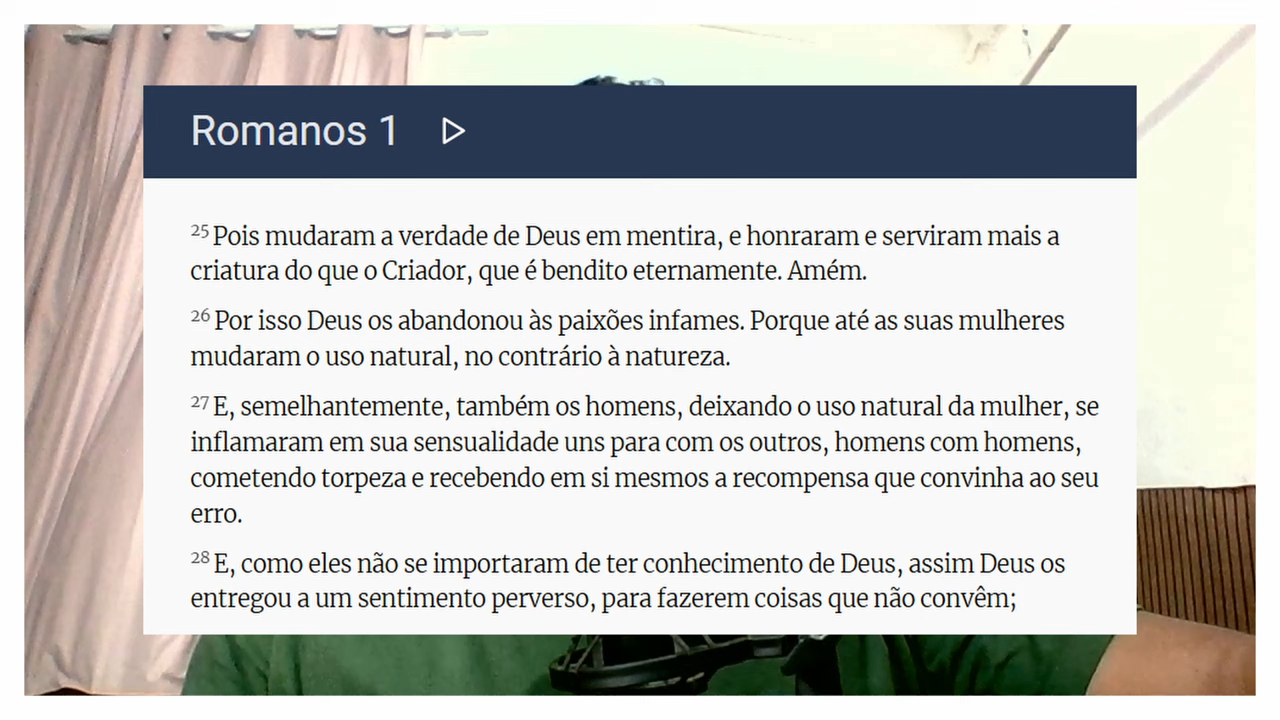 Romanos 1
25 Pois mudaram a verdade de Deus em mentira, e honraram e serviram mais a
criatura do que o Criador, que é bendito eternamente. Amém.
26 Por isso Deus os abandonou às paixões infames. Porque até as suas mulheres
mudaram o uso natural, no contrário à natureza.
27 E, semelhantemente, também os homens, deixando o uso natural da mulher, se
inflamaram em sua sensualidade uns para com os outros, homens com homens,
cometendo torpeza e recebendo em si mesmos a recompensa que convinha ao seu
erro.
28 E, como eles não se importaram de ter conhecimento de Deus, assim Deus os
entregou a um sentimento perverso, para fazerem coisas que não convêm;